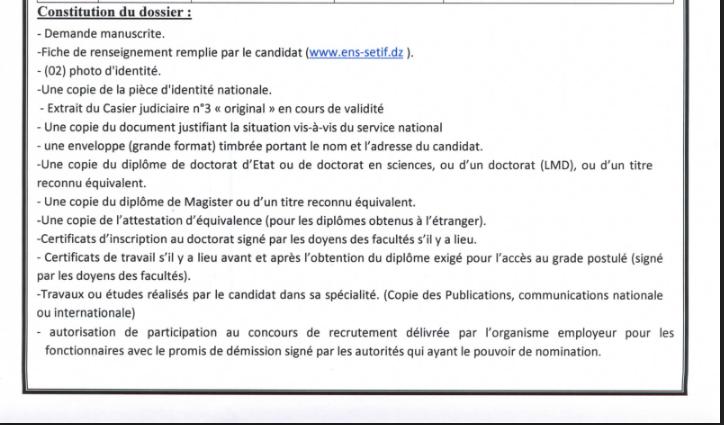 Constitution du dossier :
- Demande manuscrite.
-Fiche de renseignement remplie par le candidat (www.ens-setif.dz ).
- (02) photo d'identité.
-Une copie de la pièce d'identité nationale.
- Extrait du Casier judiciaire n°3 « original » en cours de validité
- Une copie du document justifiant la situation vis-à-vis du service national
- une enveloppe (grande format) timbrée portant le nom et l'adresse du candidat.
-Une copie du diplôme de doctorat d'Etat ou de doctorat en sciences, ou d'un doctorat (LMD), ou d'un titre
reconnu équivalent.
- Une copie du diplôme de Magister ou d'un titre reconnu équivalent.
-Une copie de l'attestation d'équivalence (pour les diplômes obtenus à l'étranger).
-Certificats d'inscription au doctorat signé par les doyens des facultés s'il y a lieu.
- Certificats de travail s'il y a lieu avant et après l'obtention du diplôme exigé pour l'accès au grade postulé (signé
par les doyens des facultés).
-Travaux ou études réalisés par le candidat dans sa spécialité. (Copie des Publications, communications nationale
ou internationale)
- autorisation de participation au concours de recrutement délivrée par l'organisme employeur pour les
fonctionnaires avec le promis de démission signé par les autorités qui ayant le pouvoir de nomination.